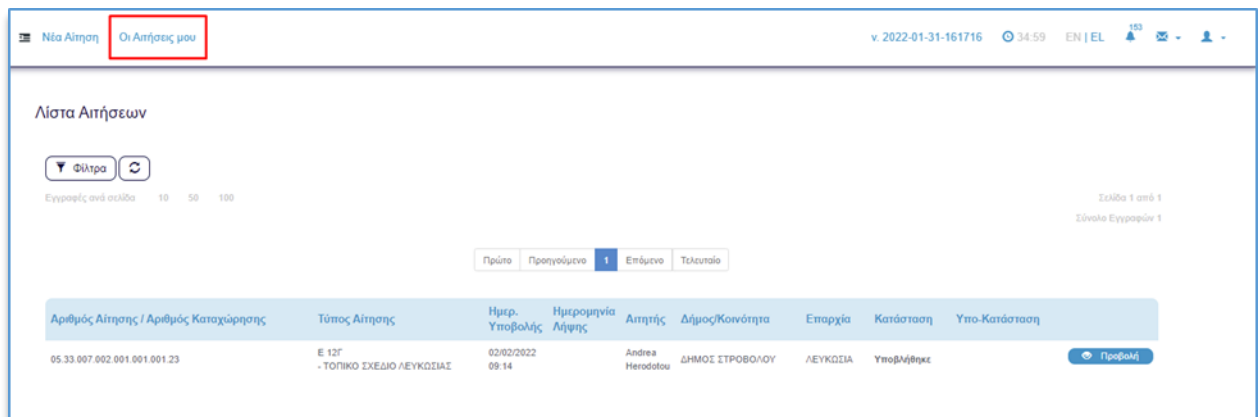 Νέα Αίτηση Οι Αιτήσεις μου v. 2022-01-31-161716 34:59 EN | EL 153
Λίστα Αιτήσεων
Φίλτρα
Εγγραφές ανά σελίδα 10 50 100 Σελίδα 1 από 1
Σύνολο Εγγραφών 1
Πρώτο Προηγούμενο 1 Επόμενο Τελευταίο
Αριθμός Αίτησης / Αριθμός Καταχώρησης Τύπος Αίτησης Ημερ. Υποβολής Ημερομηνία Λήψης Αιτητής Δήμος/Κοινότητα Επαρχία Κατάσταση Υπο-Κατάσταση
05.33.007.002.001.001.001.23 Ε 12Γ - ΤΟΠΙΚΟ ΣΧΕΔΙΟ ΛΕΥΚΩΣΙΑΣ 02/02/2022 09:14 Andrea Herodotou ΔΗΜΟΣ ΣΤΡΟΒΟΛΟΥ ΛΕΥΚΩΣΙΑ Υποβλήθηκε Προβολή